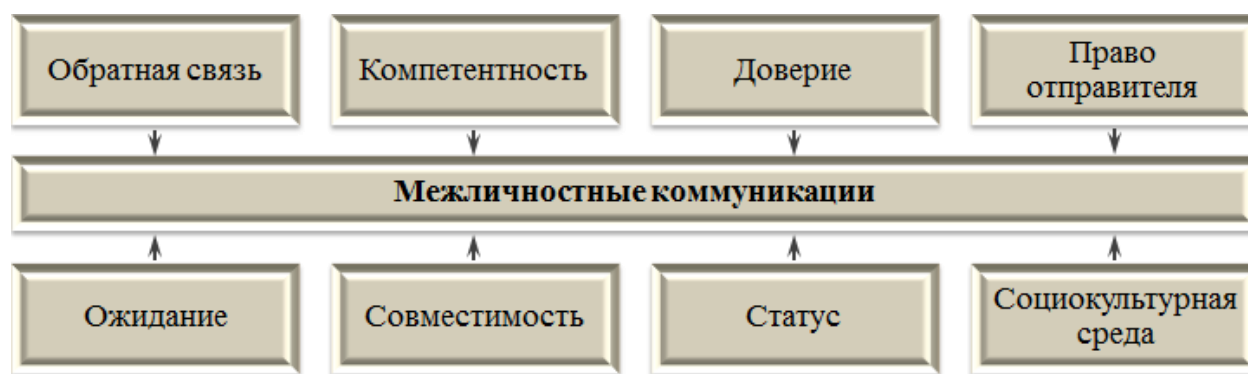 Обратная связь
Компетентность
Доверие
Право
отправителя
Межличностные коммуникации
Ожидание
Совместимость
Статус
Социокультурная
среда